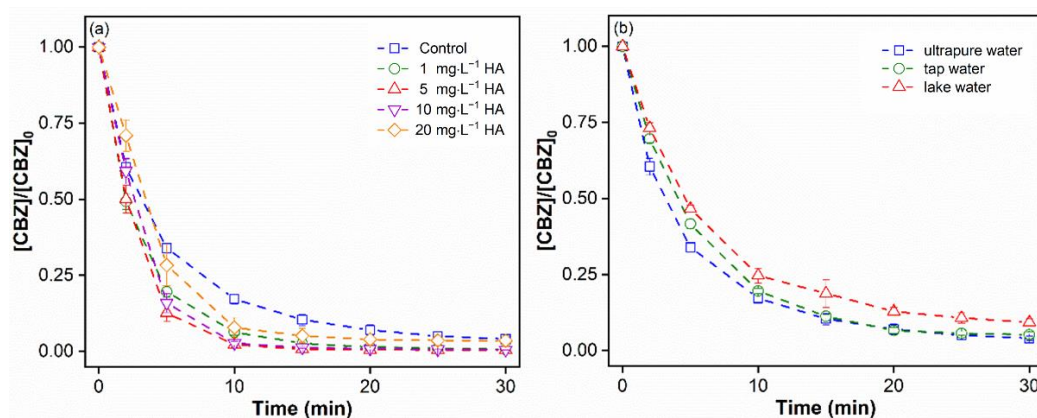 (a)
Control
1 mg·L⁻¹ HA
5 mg·L⁻¹ HA
10 mg·L⁻¹ HA
20 mg·L⁻¹ HA
1.00
0.75
0.50
0.25
0.00
[CBZ]/[CBZ]₀
0 10 20 30
Time (min)
(b)
ultrapure water
tap water
lake water
1.00
0.75
0.50
0.25
0.00
[CBZ]/[CBZ]₀
0 10 20 30
Time (min)